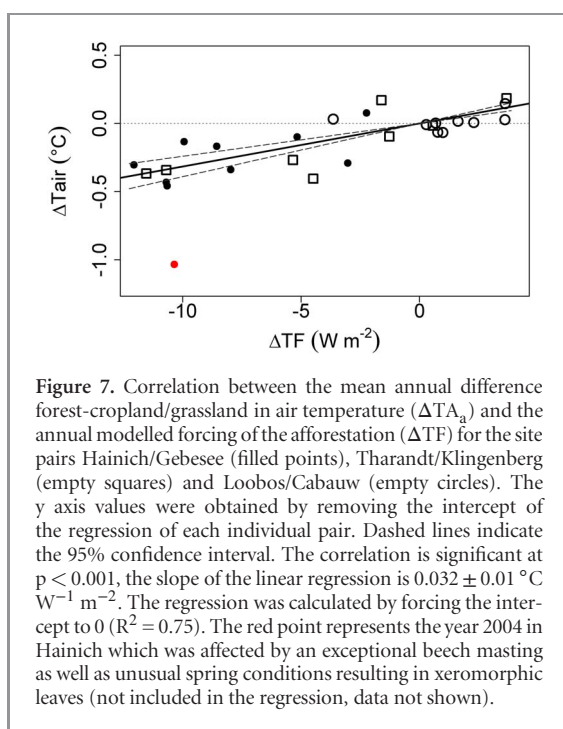 0.5
0.0
-0.5
-1.0
ΔTair (°C)
-10
-5
0
ΔTF (W m⁻²)
Figure 7. Correlation between the mean annual difference
forest-cropland/grassland in air temperature (ΔTAₐ) and the
annual modelled forcing of the afforestation (ΔTF) for the site
pairs Hainich/Gebesee (filled points), Tharandt/Klingenberg
(empty squares) and Loobos/Cabauw (empty circles). The
y axis values were obtained by removing the intercept of
the regression of each individual pair. Dashed lines indicate
the 95% confidence interval. The correlation is significant at
p < 0.001, the slope of the linear regression is 0.032 ± 0.01 °C
W⁻¹ m⁻². The regression was calculated by forcing the inter-
cept to 0 (R² = 0.75). The red point represents the year 2004 in
Hainich which was affected by an exceptional beech masting
as well as unusual spring conditions resulting in xeromorphic
leaves (not included in the regression, data not shown).